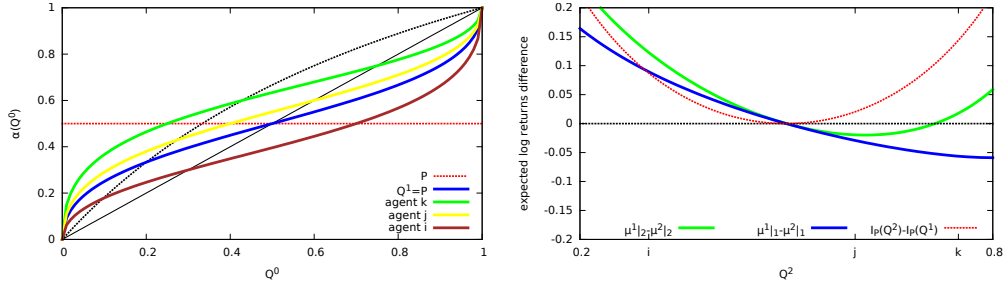 1
0.8
0.6
0.4
0.2
0
α(Q⁰)
P
Q¹=P
agent k
agent j
agent i
0 0.2 0.4 0.6 0.8 1
Q⁰
0.2
0.15
0.1
0.05
0
-0.05
-0.1
-0.15
-0.2
expected log returns difference
μ¹|₂-μ²|₂ μ¹|₁-μ²|₁ I_P(Q²)-I_P(Q¹)
0.2 i j k 0.8
Q²